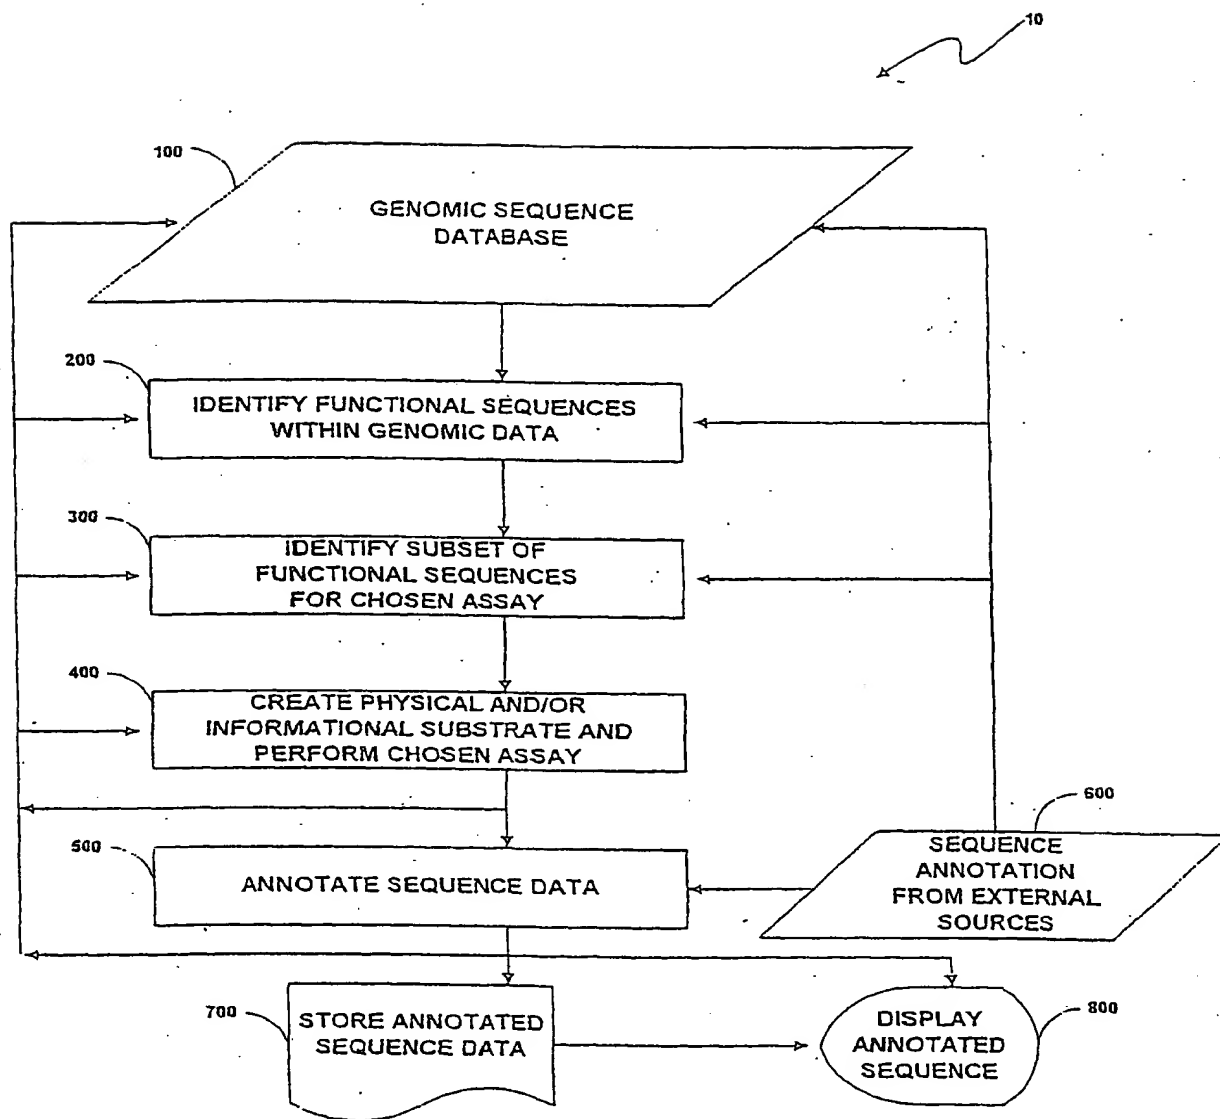 10
100
GENOMIC SEQUENCE
DATABASE
200
IDENTIFY FUNCTIONAL SEQUENCES
WITHIN GENOMIC DATA
300
IDENTIFY SUBSET OF
FUNCTIONAL SEQUENCES
FOR CHOSEN ASSAY
400
CREATE PHYSICAL AND/OR
INFORMATIONAL SUBSTRATE AND
PERFORM CHOSEN ASSAY
500
ANNOTATE SEQUENCE DATA
600
SEQUENCE
ANNOTATION
FROM EXTERNAL
SOURCES
700
STORE ANNOTATED
SEQUENCE DATA
800
DISPLAY
ANNOTATED
SEQUENCE